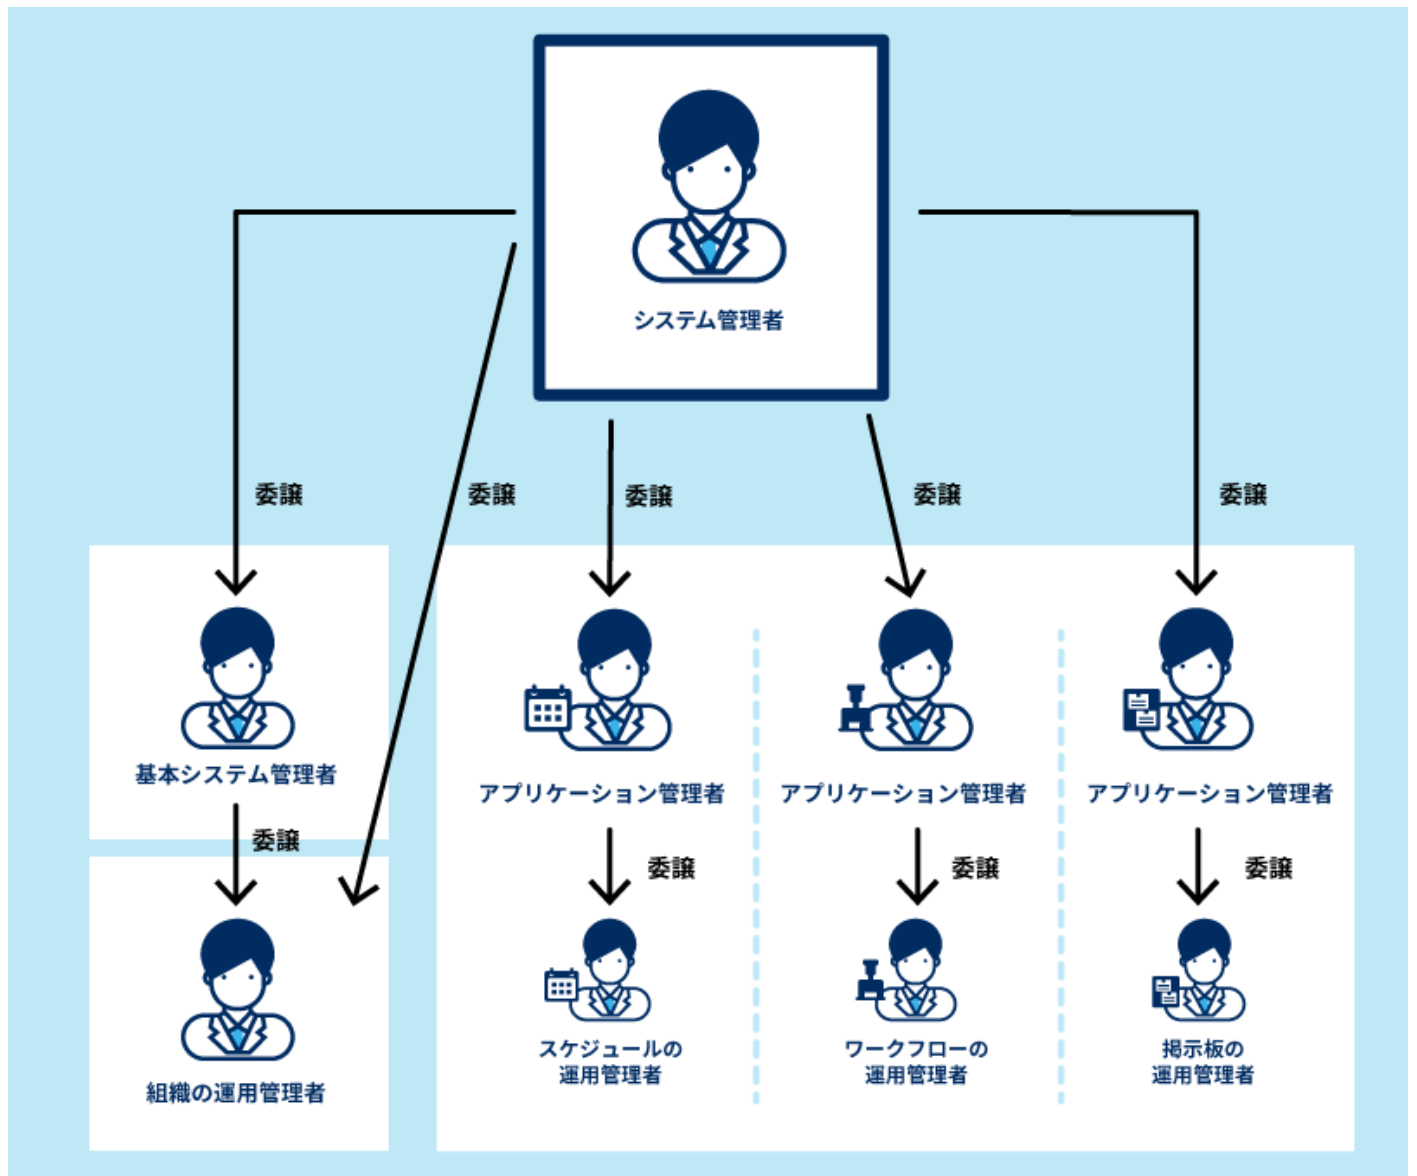 システム管理者
委譲
委譲
委譲
委譲
委譲
基本システム管理者
アプリケーション管理者
アプリケーション管理者
アプリケーション管理者
委譲
委譲
委譲
委譲
組織の運用管理者
スケジュールの
運用管理者
ワークフローの
運用管理者
掲示板の
運用管理者